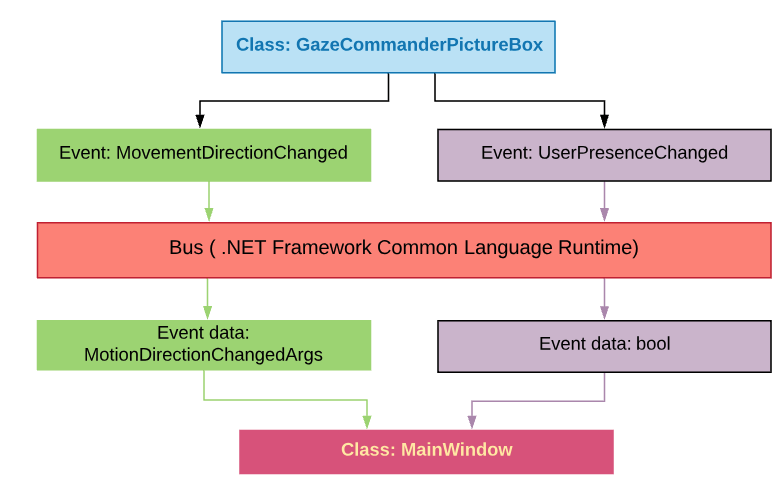 Class: GazeCommanderPictureBox
Event: MovementDirectionChanged
Event: UserPresenceChanged
Bus ( .NET Framework Common Language Runtime)
Event data:
MotionDirectionChangedArgs
Event data: bool
Class: MainWindow